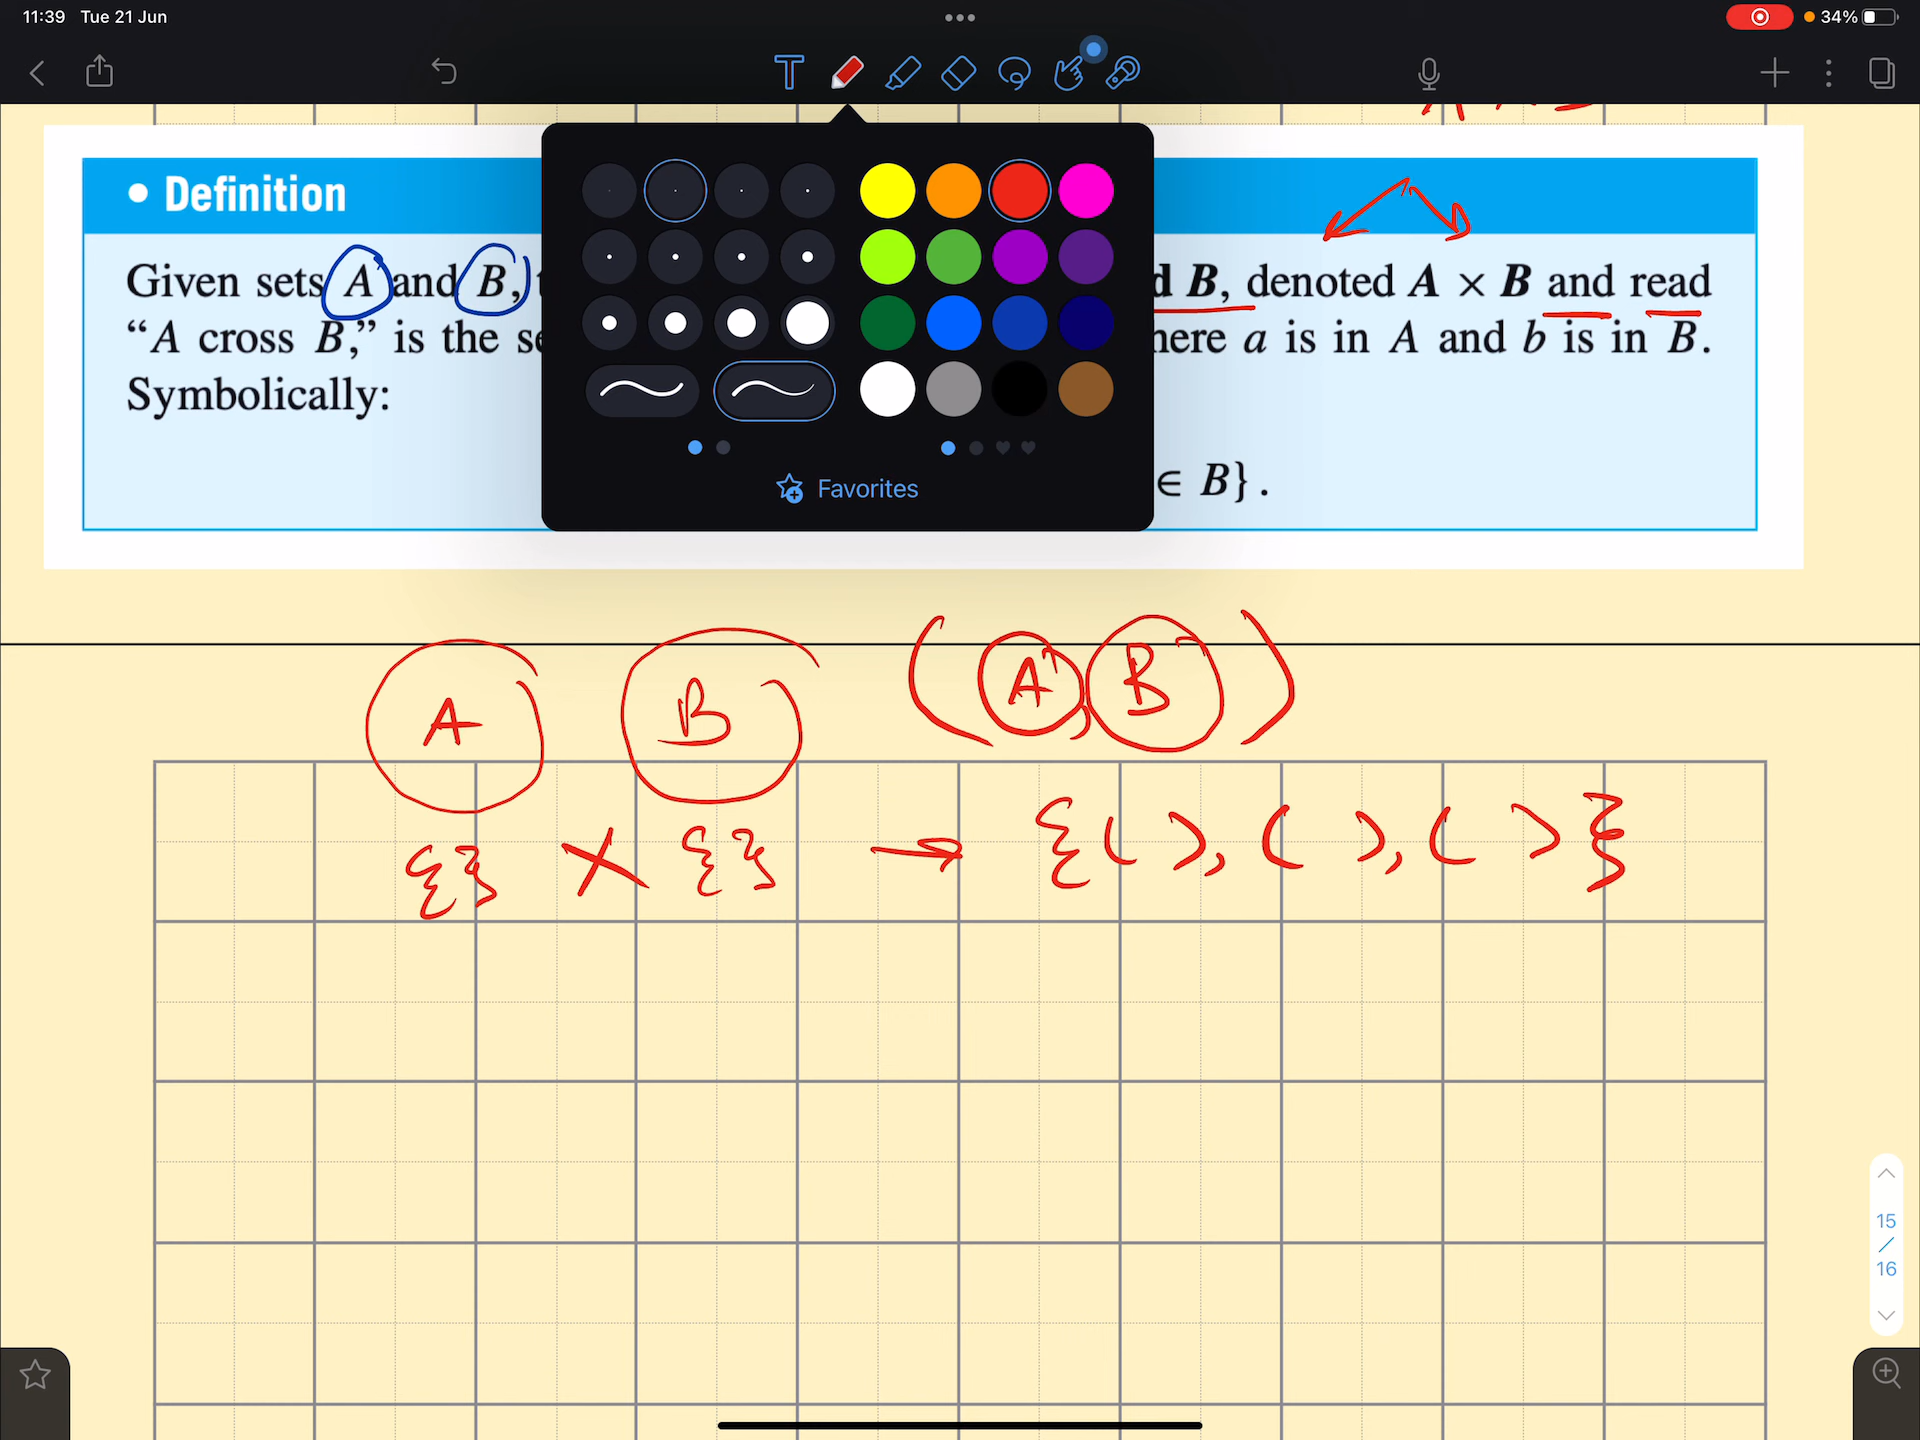 11:39 Tue 21 Jun
34%
T
• Definition
Given sets A and B, d B, denoted A × B and read
“A cross B,” is the se here a is in A and b is in B.
Symbolically:
∈ B} .
Favorites
(A, B)
A B
{} × {} → {( ), ( ), ( )}
15
/
16